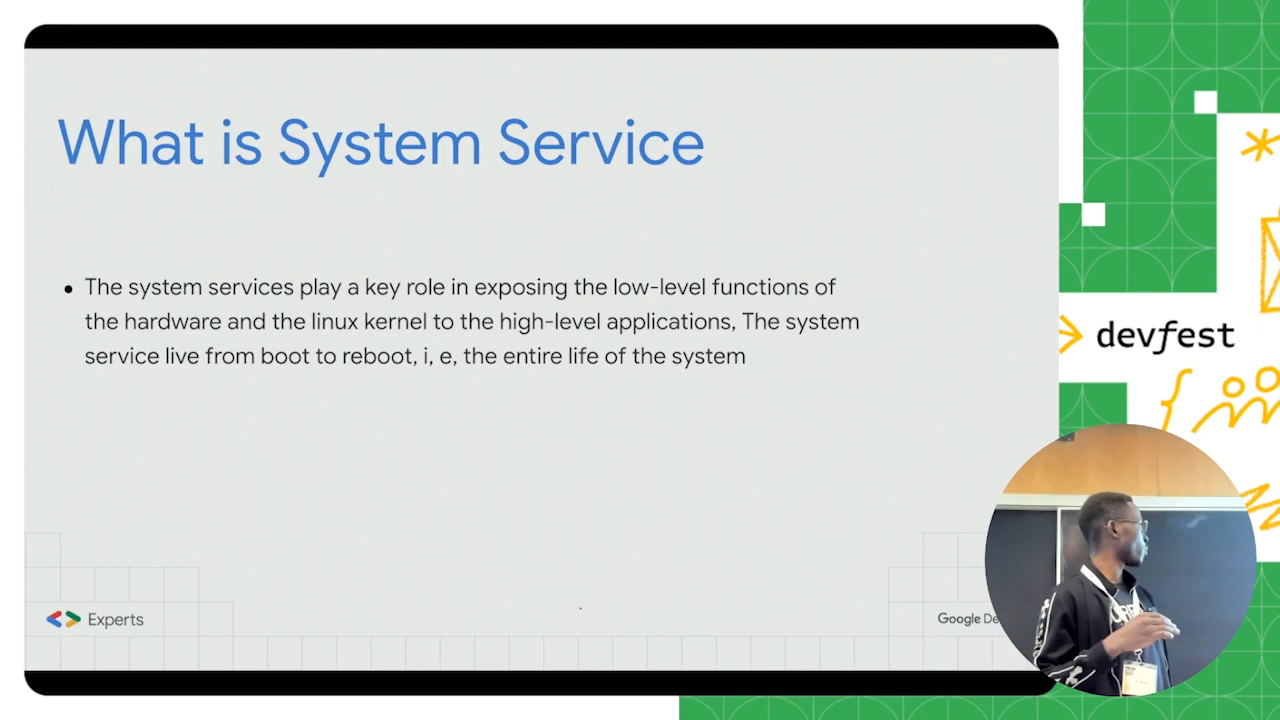 What is System Service
• The system services play a key role in exposing the low-level functions of
the hardware and the linux kernel to the high-level applications, The system
service live from boot to reboot, i, e, the entire life of the system
Experts
Google
devfest